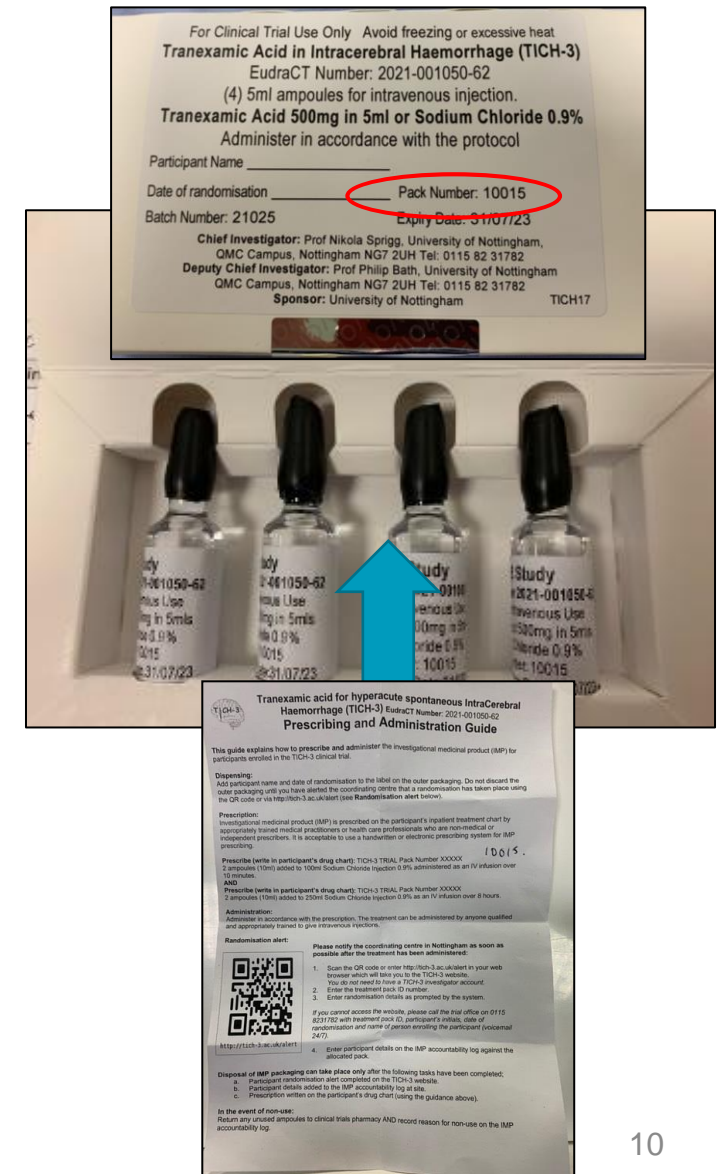 For Clinical Trial Use Only Avoid freezing or excessive heat
Tranexamic Acid in Intracerebral Haemorrhage (TICH-3)
EudraCT Number: 2021-001050-62
(4) 5ml ampoules for intravenous injection.
Tranexamic Acid 500mg in 5ml or Sodium Chloride 0.9%
Administer in accordance with the protocol
Participant Name
Date of randomisation Pack Number: 10015
Batch Number: 21025 Expiry Date: 31/07/23
Chief Investigator: Prof Nikola Sprigg, University of Nottingham,
QMC Campus, Nottingham NG7 2UH Tel: 0115 82 31782
Deputy Chief Investigator: Prof Philip Bath, University of Nottingham
QMC Campus, Nottingham NG7 2UH Tel: 0115 82 31782
Sponsor: University of Nottingham TICH17
Study
2021-001050-6
500mg in 5mls
0.9%
10015
31/07/23
TICH-3
Tranexamic acid for hyperacute spontaneous IntraCerebral
Haemorrhage (TICH-3) EudraCT Number: 2021-001050-62
Prescribing and Administration Guide
This guide explains how to prescribe and administer the investigational medicinal product (IMP) for
participants enrolled in the TICH-3 clinical trial.
Dispensing:
Add participant name and date of randomisation to the label on the outer packaging. Do not discard the
outer packaging until you have alerted the coordinating centre that a randomisation has taken place using
the QR code or via http://tich-3.ac.uk/alert (see Randomisation alert below).
Prescription:
Investigational medicinal product (IMP) is prescribed on the participant's inpatient treatment chart by
appropriately trained medical practitioners or health care professionals who are non-medical or
independent prescribers. It is acceptable to use a handwritten or electronic prescribing system for IMP
prescribing.
10015.
Prescribe (write in participant's drug chart): TICH-3 TRIAL Pack Number XXXXX
2 ampoules (10ml) added to 100ml Sodium Chloride Injection 0.9% administered as an IV infusion over
10 minutes.
AND
Prescribe (write in participant's drug chart): TICH-3 TRIAL Pack Number XXXXX
2 ampoules (10ml) added to 250ml Sodium Chloride Injection 0.9% as an IV infusion over 8 hours.
Administration:
Administer in accordance with the prescription. The treatment can be administered by anyone qualified
and appropriately trained to give intravenous injections.
Randomisation alert:
Please notify the coordinating centre in Nottingham as soon as
possible after the treatment has been administered:
1. Scan the QR code or enter http://tich-3.ac.uk/alert in your web
browser which will take you to the TICH-3 website.
You do not need to have a TICH-3 investigator account.
2. Enter the treatment pack ID number.
3. Enter randomisation details as prompted by the system.
If you cannot access the website, please call the trial office on 0115
8231782 with treatment pack ID, participant's initials, date of
randomisation and name of person enrolling the participant (voicemail
24/7).
http://tich-3.ac.uk/alert
4. Enter participant details on the IMP accountability log against the
allocated pack.
Disposal of IMP packaging can take place only after the following tasks have been completed;
a. Participant randomisation alert completed on the TICH-3 website.
b. Participant details added to the IMP accountability log at site.
c. Prescription written on the participant's drug chart (using the guidance above).
In the event of non-use:
Return any unused ampoules to clinical trials pharmacy AND record reason for non-use on the IMP
accountability log.
10